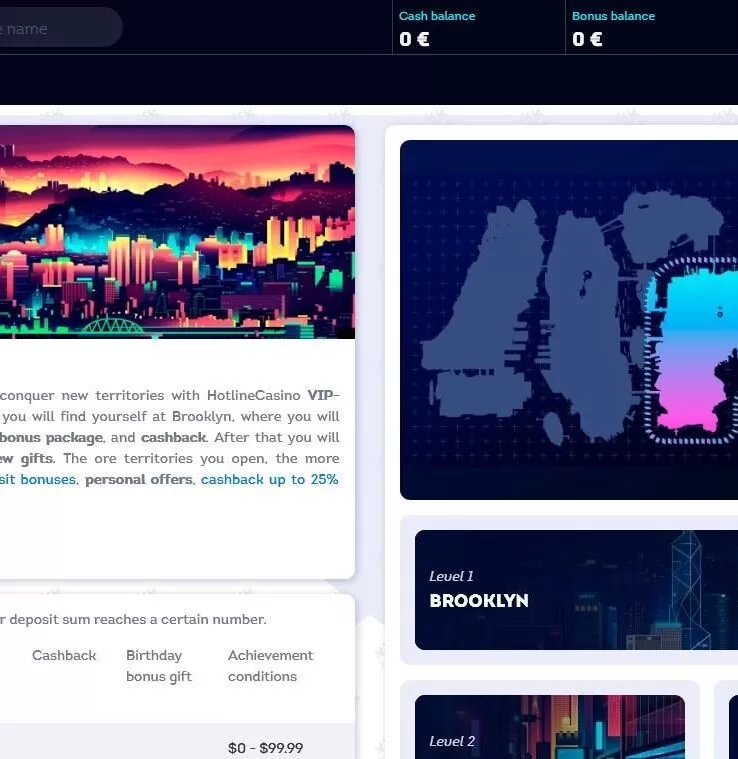 e name
Cash balance
0 €
Bonus balance
0 €
conquer new territories with HotlineCasino VIP-
you will find yourself at Brooklyn, where you will
bonus package, and cashback. After that you will
ew gifts. The ore territories you open, the more
sit bonuses, personal offers, cashback up to 25%
r deposit sum reaches a certain number.
Cashback
Birthday
bonus gift
Achievement
conditions
$0 - $99.99
Level 1
BROOKLYN
Level 2